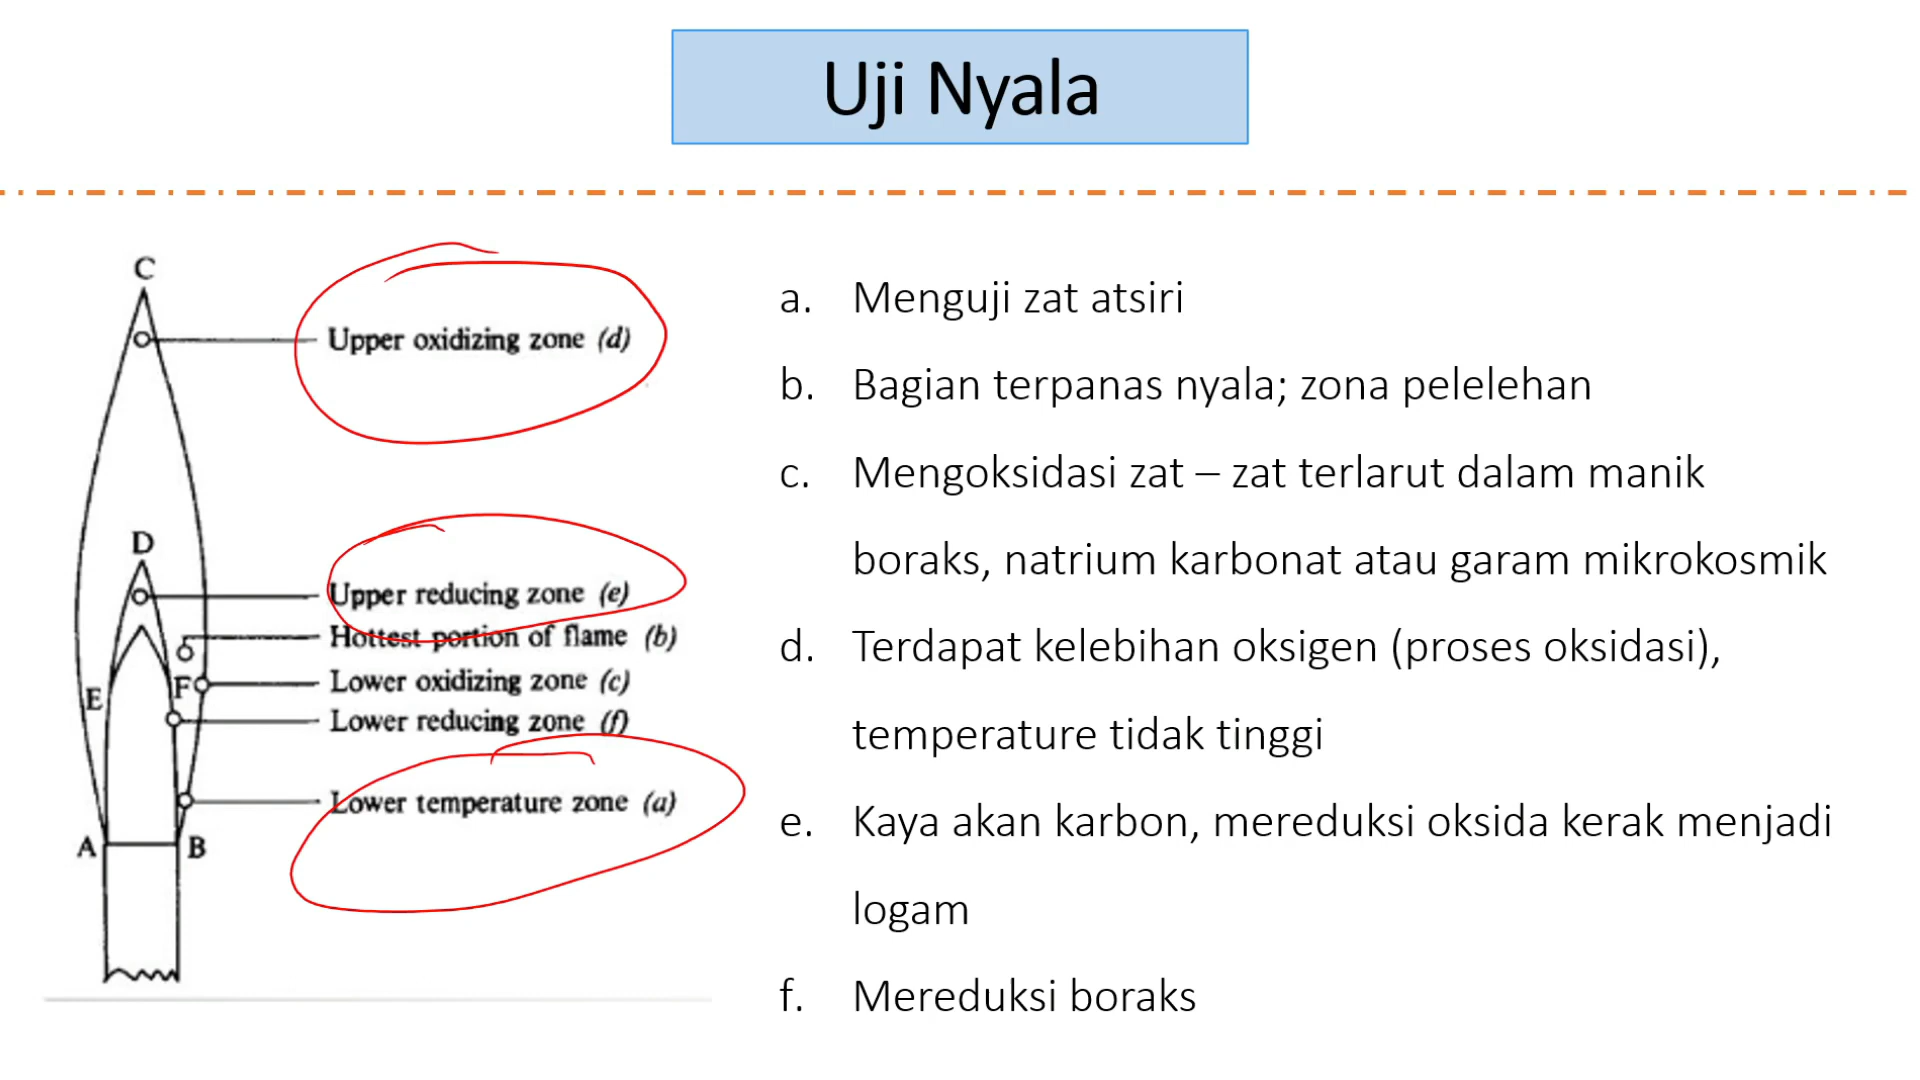 Uji Nyala
C
Upper oxidizing zone (d)
D
Upper reducing zone (e)
Hottest portion of flame (b)
Lower oxidizing zone (c)
E
F
Lower reducing zone (f)
Lower temperature zone (a)
A
B
a. Menguji zat atsiri
b. Bagian terpanas nyala; zona pelelehan
c. Mengoksidasi zat – zat terlarut dalam manik
boraks, natrium karbonat atau garam mikrokosmik
d. Terdapat kelebihan oksigen (proses oksidasi),
temperature tidak tinggi
e. Kaya akan karbon, mereduksi oksida kerak menjadi
logam
f. Mereduksi boraks